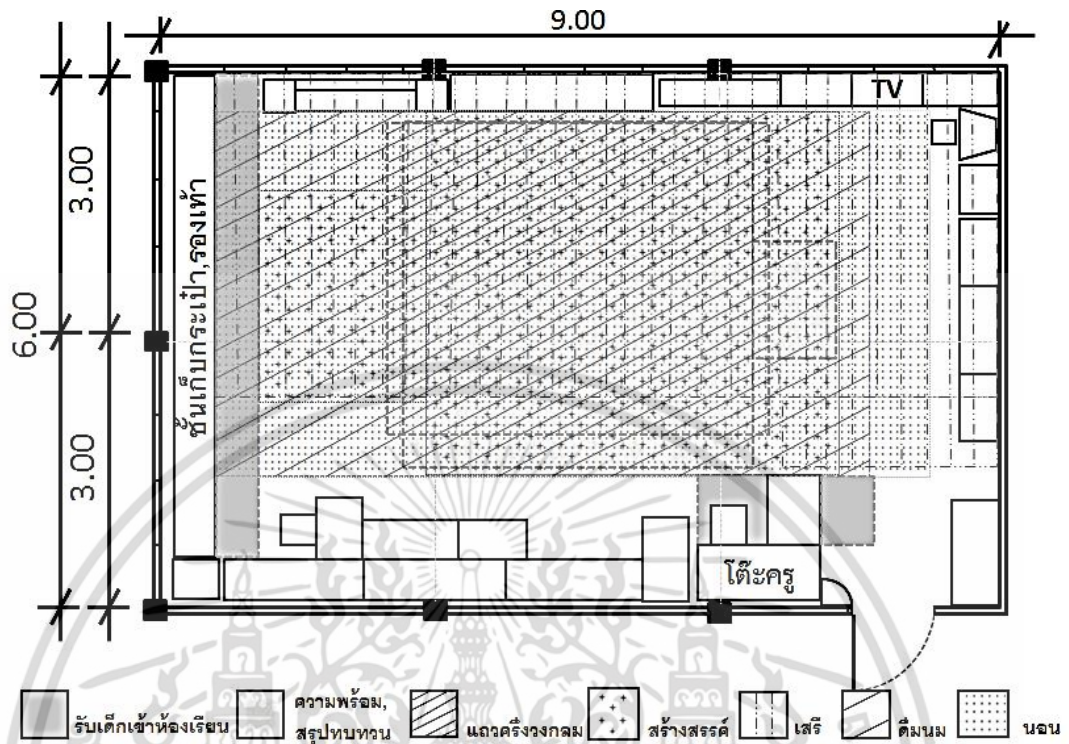 9.00
TV
3.00
6.00
3.00
ชั้นเก็บกระเป๋า,รองเท้า
โต๊ะครู
รับเด็กเข้าห้องเรียน
ความพร้อม,
สรุปทบทวน
แถวครึ่งวงกลม
สร้างสรรค์
เสรี
ดื่มนม
นอน